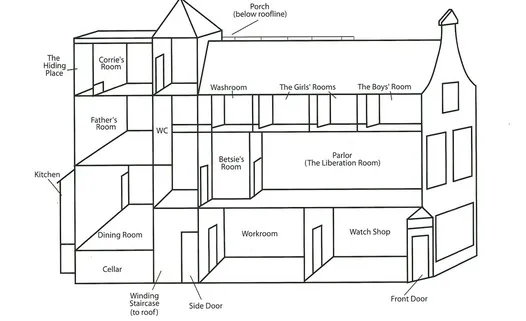 Porch
(below roofline)
The
Hiding
Place
Corrie's
Room
Washroom
The Girls' Rooms
The Boys' Room
Father's
Room
WC
Kitchen
Betsie's
Room
Parlor
(The Liberation Room)
Dining Room
Workroom
Watch Shop
Cellar
Winding
Staircase
(to roof)
Side Door
Front Door